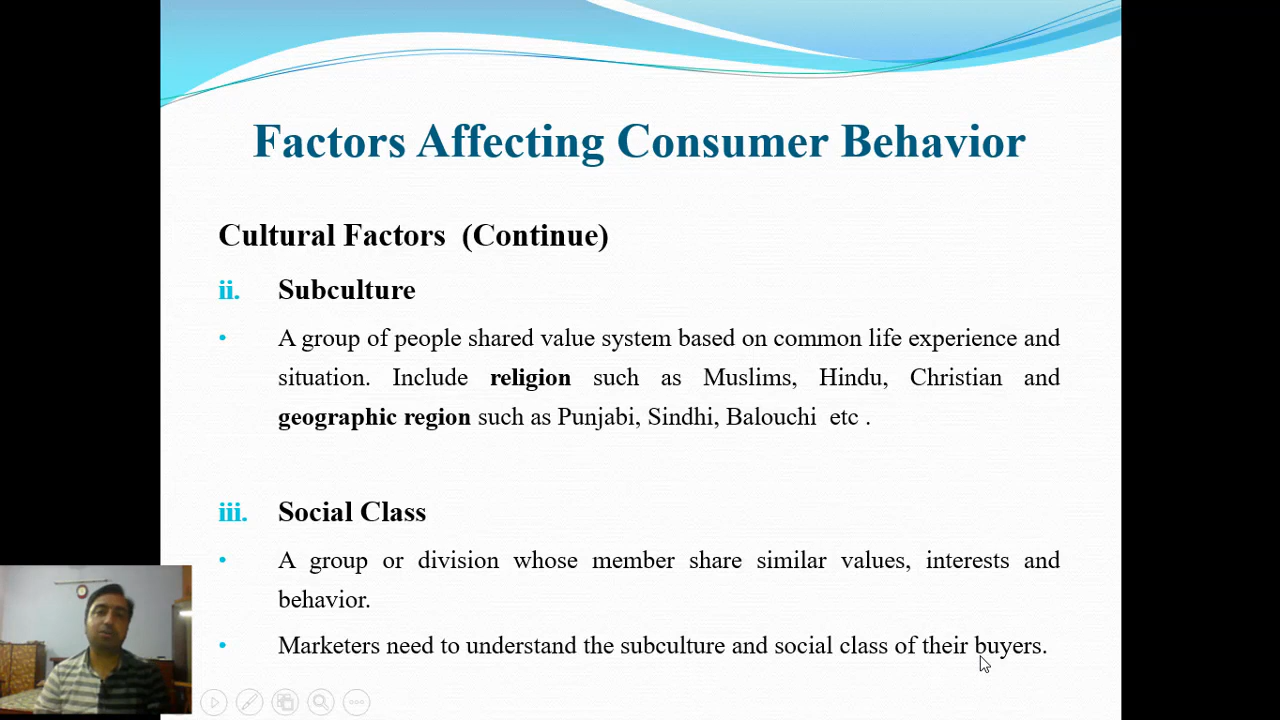 Factors Affecting Consumer Behavior
Cultural Factors (Continue)
ii. Subculture
• A group of people shared value system based on common life experience and
situation. Include religion such as Muslims, Hindu, Christian and
geographic region such as Punjabi, Sindhi, Balouchi etc .
iii. Social Class
• A group or division whose member share similar values, interests and
behavior.
• Marketers need to understand the subculture and social class of their buyers.